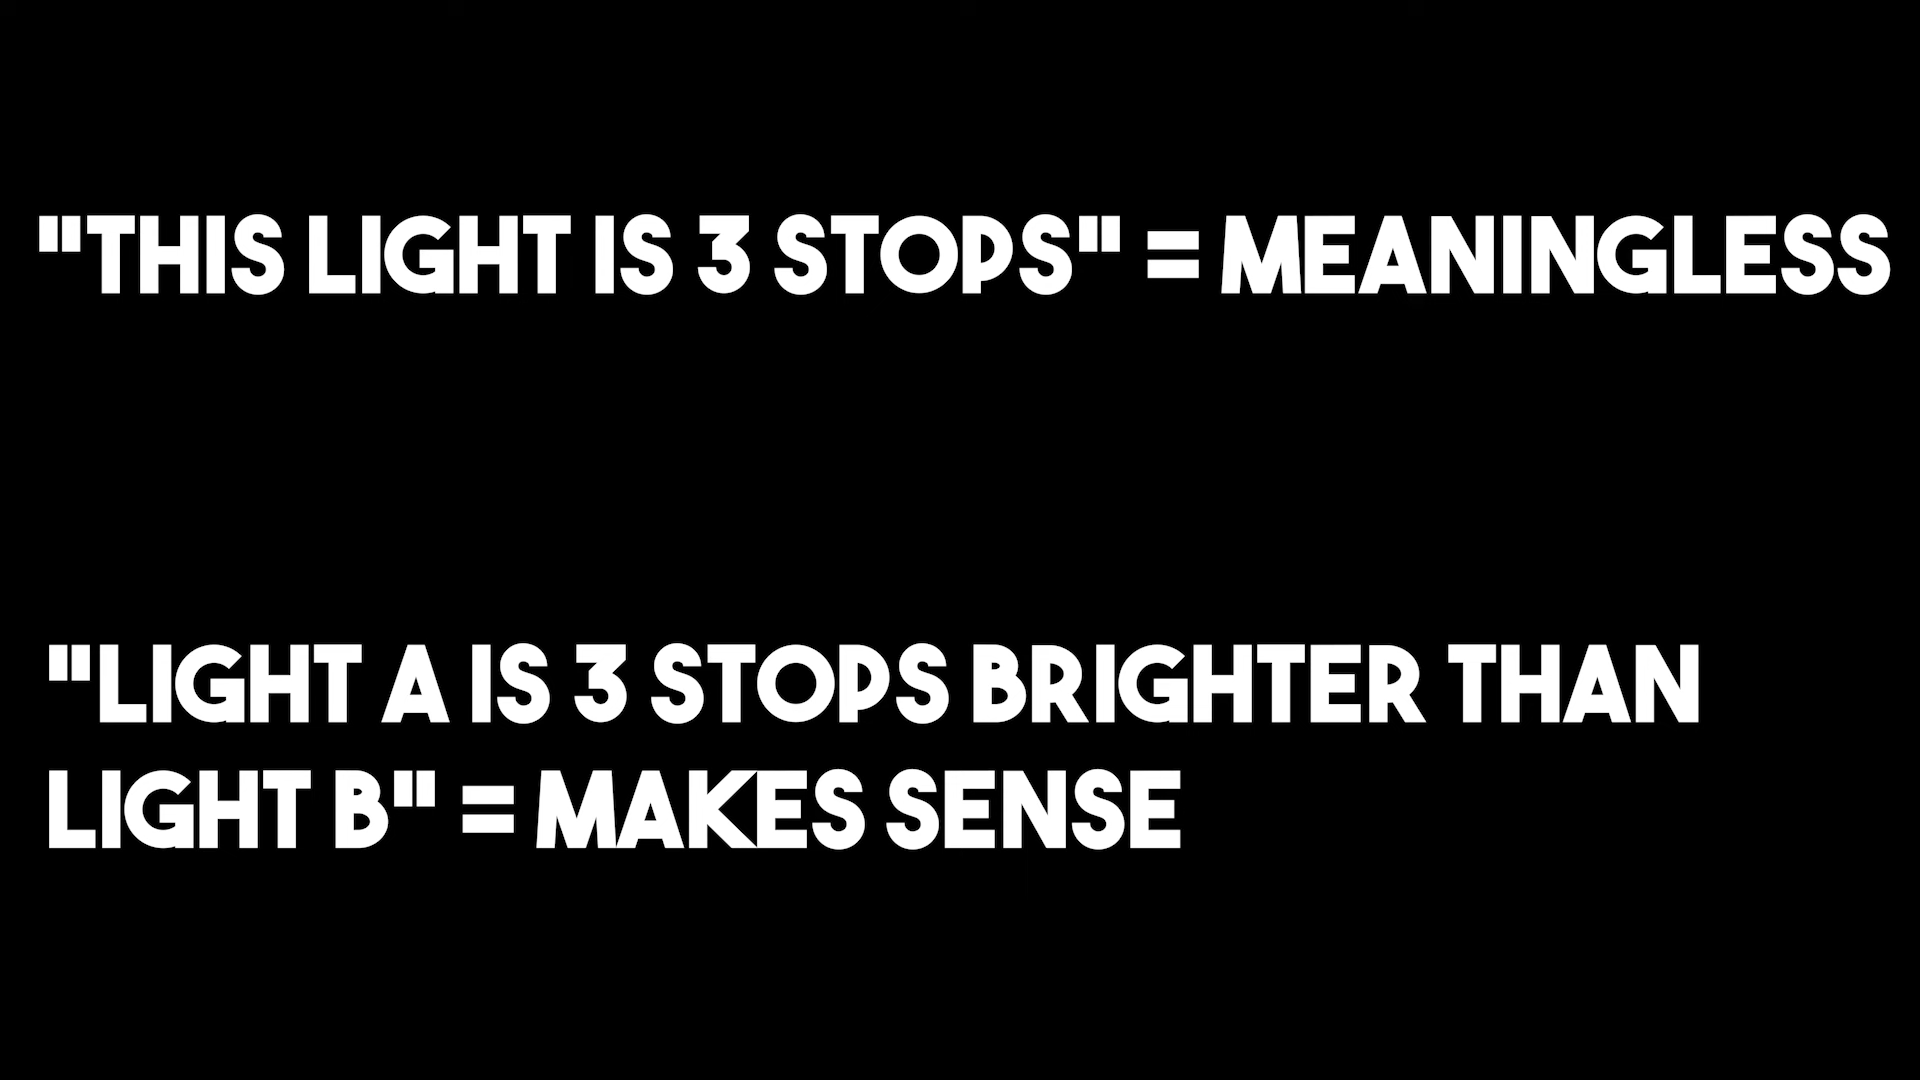 "THIS LIGHT IS 3 STOPS" = MEANINGLESS
"LIGHT A IS 3 STOPS BRIGHTER THAN
LIGHT B" = MAKES SENSE